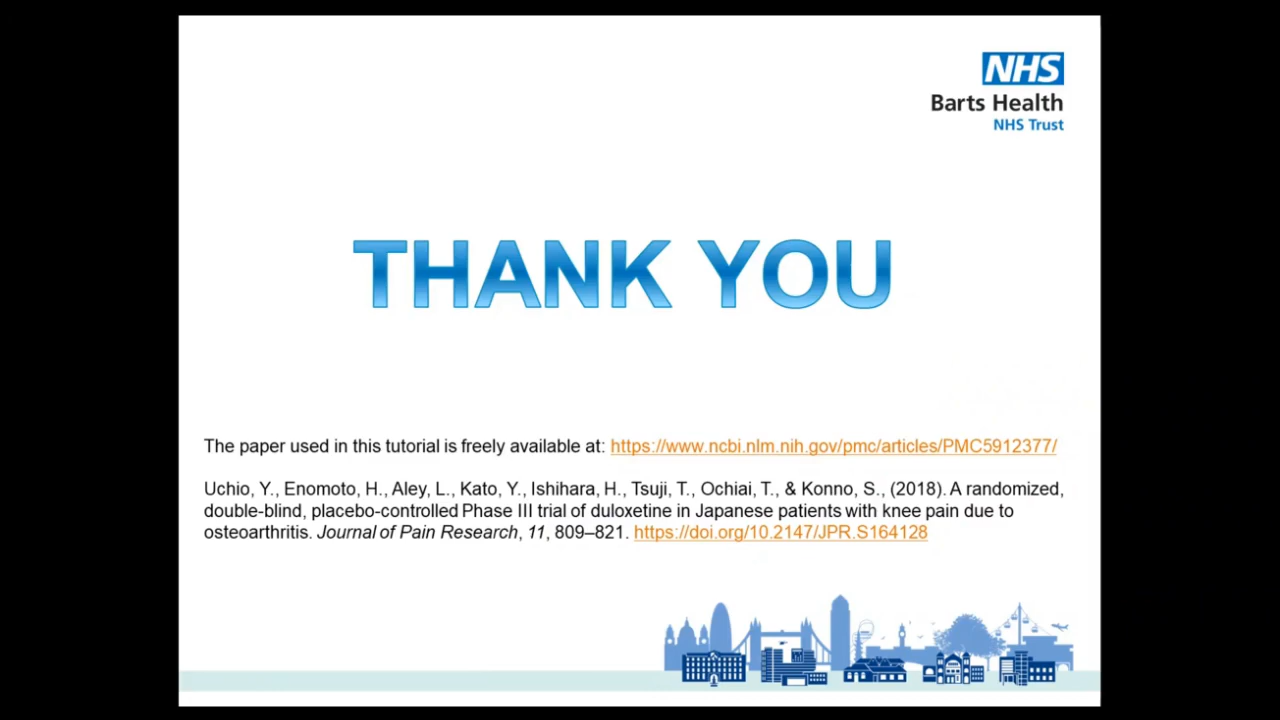 NHS
Barts Health
NHS Trust
THANK YOU
The paper used in this tutorial is freely available at: https://www.ncbi.nlm.nih.gov/pmc/articles/PMC5912377/
Uchio, Y., Enomoto, H., Aley, L., Kato, Y., Ishihara, H., Tsuji, T., Ochiai, T., & Konno, S., (2018). A randomized,
double-blind, placebo-controlled Phase III trial of duloxetine in Japanese patients with knee pain due to
osteoarthritis. Journal of Pain Research, 11, 809–821. https://doi.org/10.2147/JPR.S164128